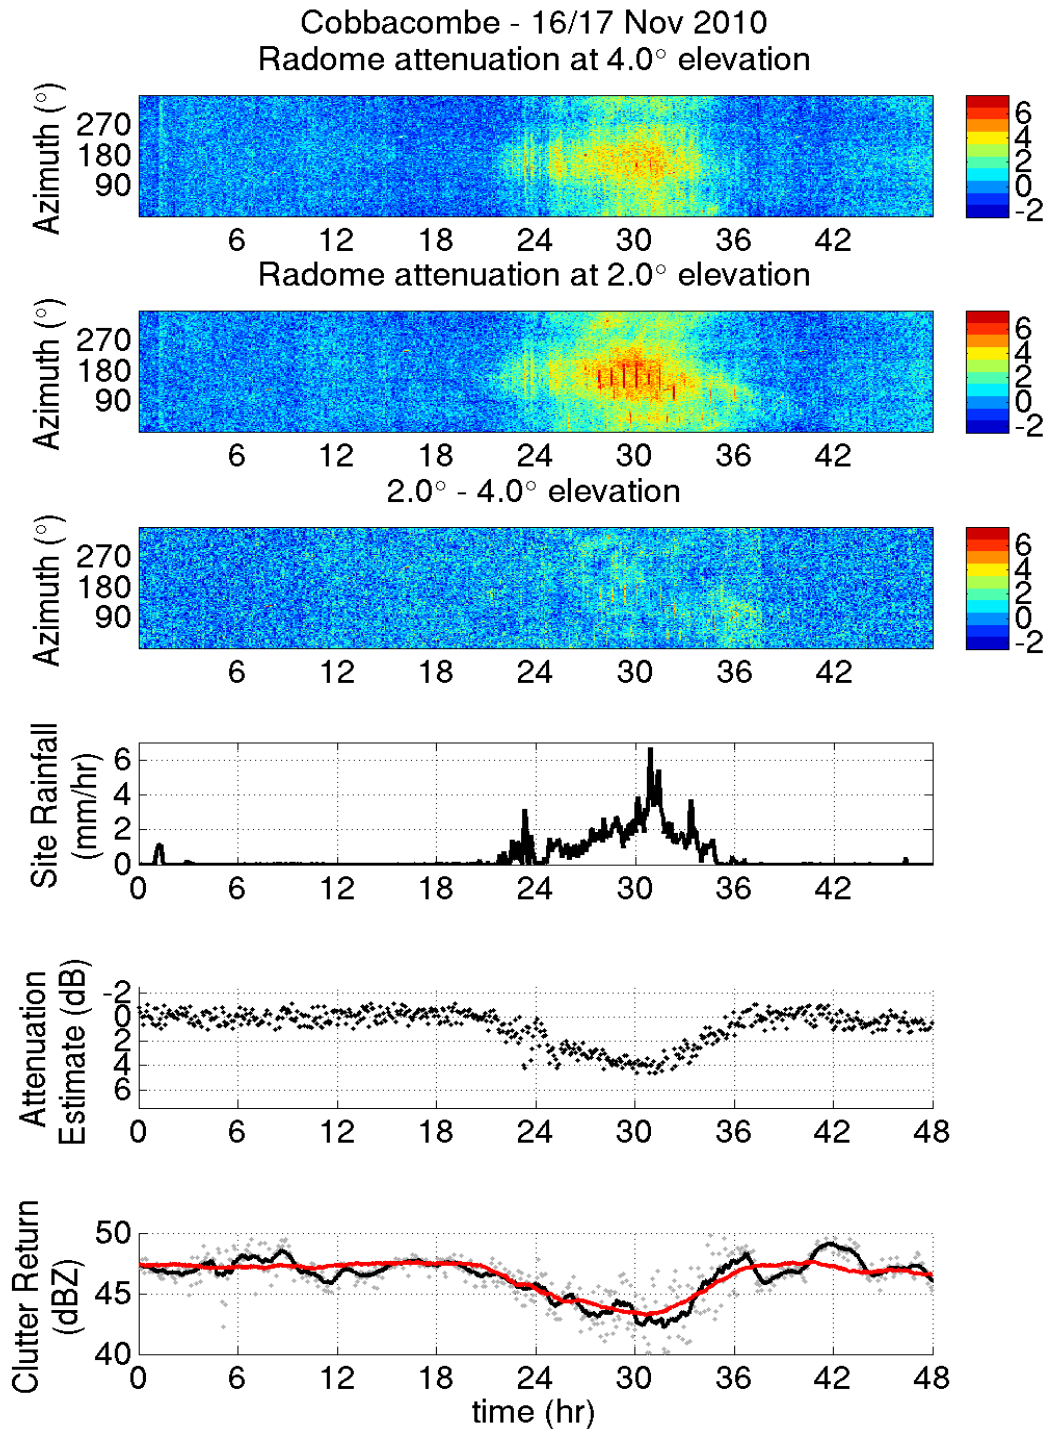 Cobbacombe - 16/17 Nov 2010
Radome attenuation at 4.0° elevation
Azimuth (°)
270
180
90
6 12 18 24 30 36 42
6
4
2
0
-2
Radome attenuation at 2.0° elevation
Azimuth (°)
270
180
90
6 12 18 24 30 36 42
6
4
2
0
-2
2.0° - 4.0° elevation
Azimuth (°)
270
180
90
6 12 18 24 30 36 42
6
4
2
0
-2
Site Rainfall
(mm/hr)
6
4
2
0
0 6 12 18 24 30 36 42
Attenuation
Estimate (dB)
-2
0
2
4
6
0 6 12 18 24 30 36 42 48
Clutter Return
(dBZ)
50
45
40
0 6 12 18 24 30 36 42 48
time (hr)